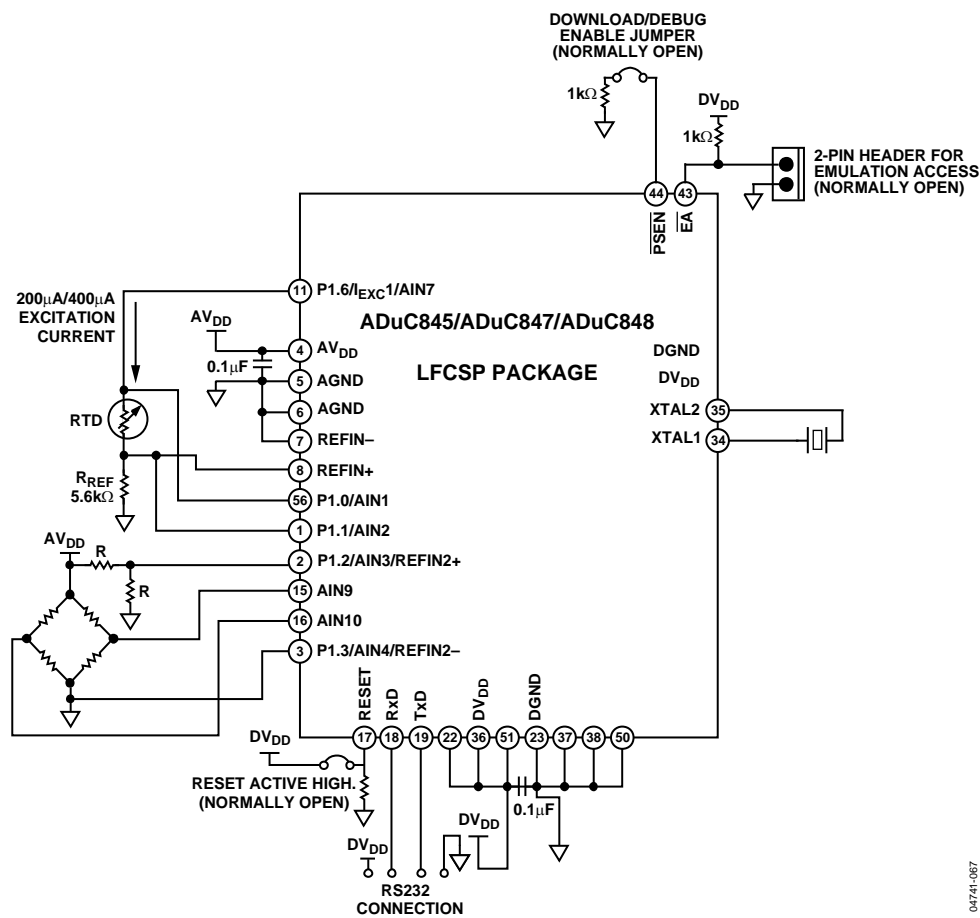 DOWNLOAD/DEBUG
ENABLE JUMPER
(NORMALLY OPEN)
1kΩ
DVDD
1kΩ
2-PIN HEADER FOR
EMULATION ACCESS
(NORMALLY OPEN)
44
43
PSEN
EA
200μA/400μA
EXCITATION
CURRENT
11
P1.6/IEXC1/AIN7
ADuC845/ADuC847/ADuC848
LFCSP PACKAGE
AVDD
4
AVDD
0.1μF
5
AGND
6
AGND
7
REFIN–
8
REFIN+
RTD
RREF
5.6kΩ
56
P1.0/AIN1
1
P1.1/AIN2
AVDD
R
R
2
P1.2/AIN3/REFIN2+
15
AIN9
16
AIN10
3
P1.3/AIN4/REFIN2–
DGND
DVDD
XTAL2
35
XTAL1
34
RESET
RxD
TxD
DVDD
DGND
17
18
19
22
36
51
23
37
38
50
DVDD
RESET ACTIVE HIGH.
(NORMALLY OPEN)
0.1μF
DVDD
DVDD
RS232
CONNECTION
04741-067